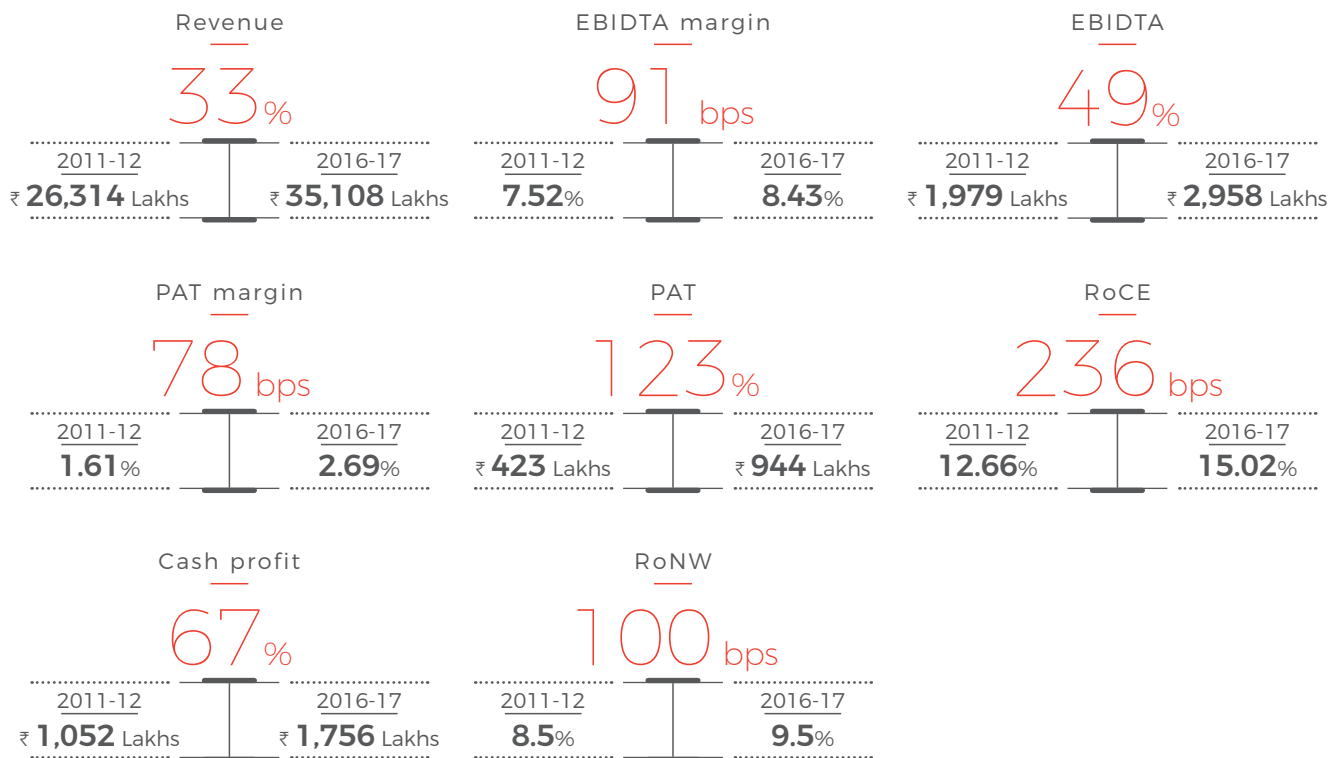 Revenue
33%
2011-12
₹ 26,314 Lakhs
2016-17
₹ 35,108 Lakhs
EBIDTA margin
91 bps
2011-12
7.52%
2016-17
8.43%
EBIDTA
49%
2011-12
₹ 1,979 Lakhs
2016-17
₹ 2,958 Lakhs
PAT margin
78 bps
2011-12
1.61%
2016-17
2.69%
PAT
123%
2011-12
₹ 423 Lakhs
2016-17
₹ 944 Lakhs
RoCE
236 bps
2011-12
12.66%
2016-17
15.02%
Cash profit
67%
2011-12
₹ 1,052 Lakhs
2016-17
₹ 1,756 Lakhs
RoNW
100 bps
2011-12
8.5%
2016-17
9.5%